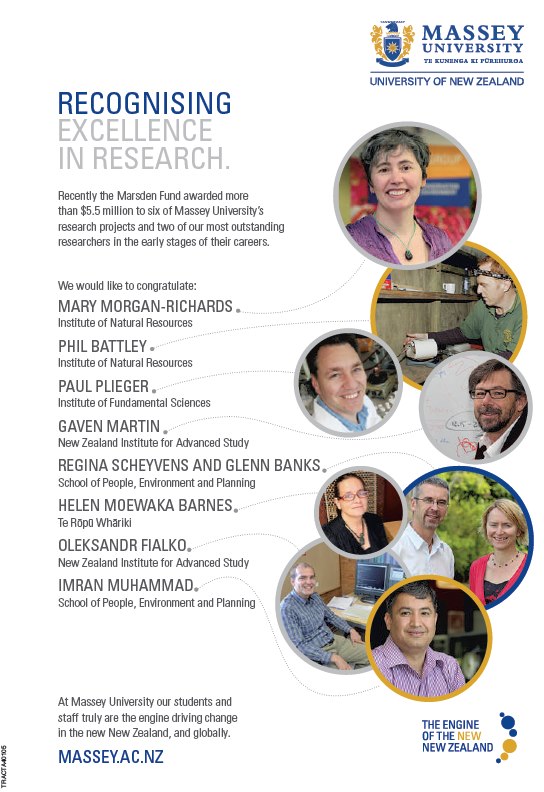 MASSEY
UNIVERSITY
TE KUNENGA KI PŪREHUROA
UNIVERSITY OF NEW ZEALAND
RECOGNISING
EXCELLENCE
IN RESEARCH.
Recently the Marsden Fund awarded more
than $5.5 million to six of Massey University's
research projects and two of our most outstanding
researchers in the early stages of their careers.
We would like to congratulate:
MARY MORGAN-RICHARDS
Institute of Natural Resources
PHIL BATTLEY
Institute of Natural Resources
PAUL PLIEGER
Institute of Fundamental Sciences
GAVEN MARTIN
New Zealand Institute for Advanced Study
REGINA SCHEYVENS AND GLENN BANKS
School of People, Environment and Planning
HELEN MOEWAKA BARNES
Te Rōpū Whāriki
OLEKSANDR FIALKO
New Zealand Institute for Advanced Study
IMRAN MUHAMMAD
School of People, Environment and Planning
At Massey University our students and
staff truly are the engine driving change
in the new New Zealand, and globally.
MASSEY.AC.NZ
THE ENGINE
OF THE NEW
NEW ZEALAND
TRACTA40105